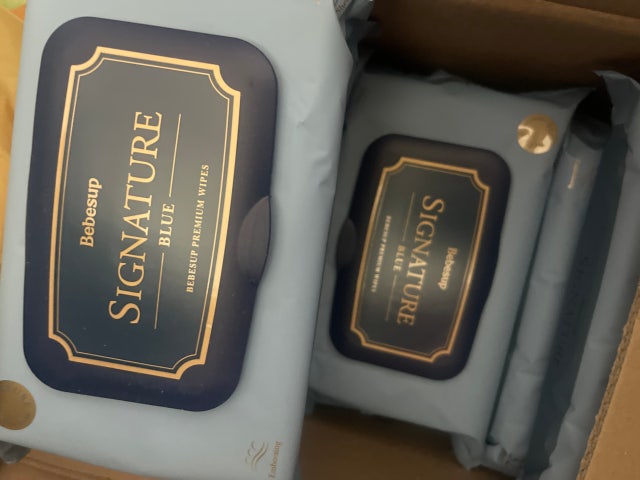 Bebesup
SIGNATURE
BLUE
BEBESUP PREMIUM WIPES
Embossing
Bebesup
SIGNATURE
BLUE
BEBESUP PREMIUM WIPES